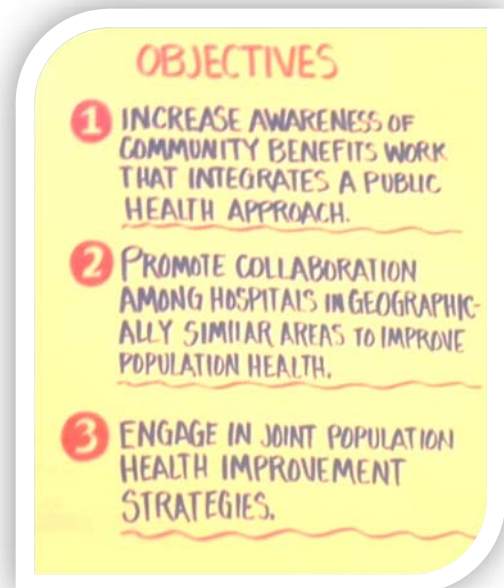 OBJECTIVES
1 INCREASE AWARENESS OF
COMMUNITY BENEFITS WORK
THAT INTEGRATES A PUBLIC
HEALTH APPROACH.
2 PROMOTE COLLABORATION
AMONG HOSPITALS IN GEOGRAPHIC-
ALLY SIMILAR AREAS TO IMPROVE
POPULATION HEALTH.
3 ENGAGE IN JOINT POPULATION
HEALTH IMPROVEMENT
STRATEGIES.